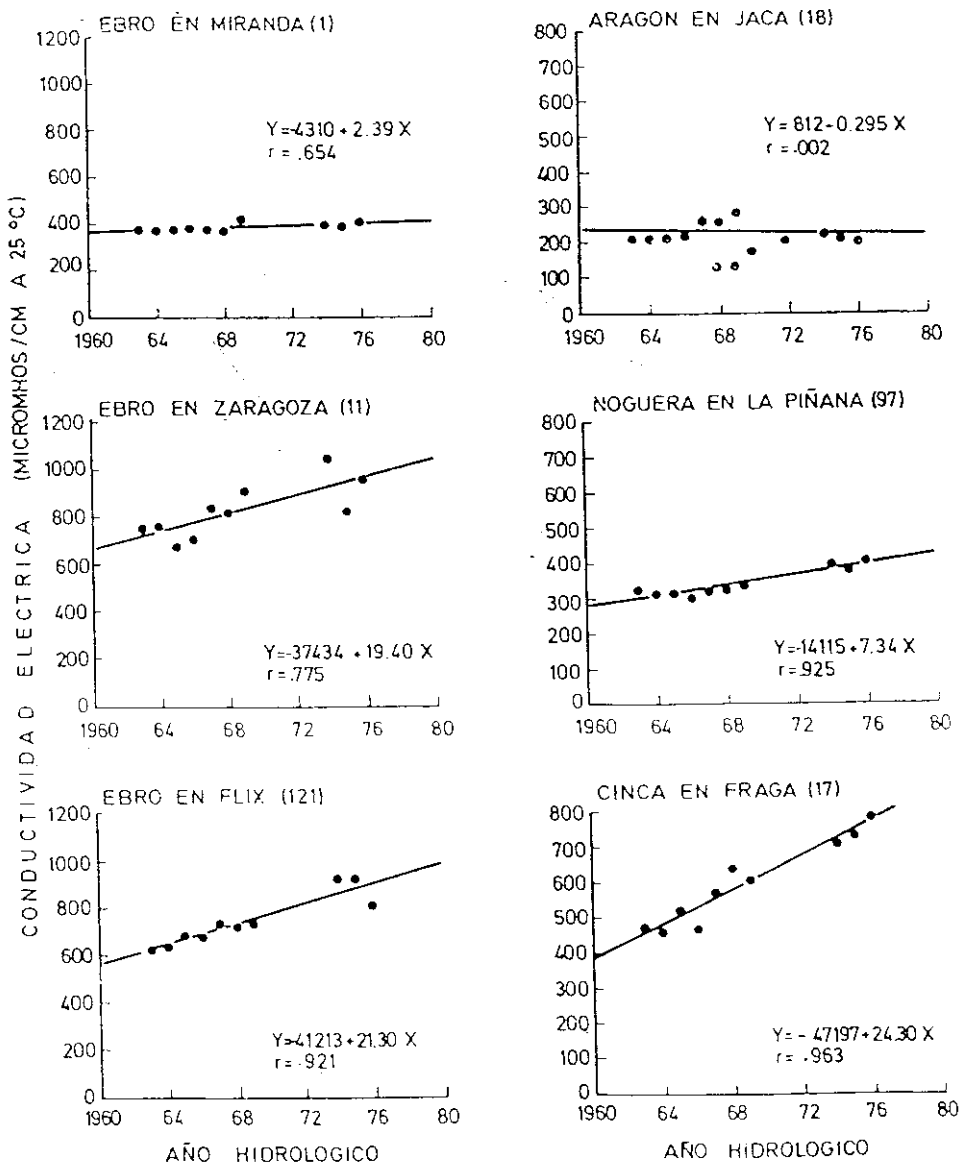 CONDUCTIVIDAD ELECTRICA (MICROMHOS/CM A 25 ºC)
EBRO EN MIRANDA (1)
1200
1000
800
600
400
200
0
Y=-4310+2.39 X
r = .654
1960 64 68 72 76 80
ARAGON EN JACA (18)
800
700
600
500
400
300
200
100
0
Y = 812-0.295 X
r = .002
1960 64 68 72 76 80
EBRO EN ZARAGOZA (11)
1200
1000
800
600
400
200
0
Y=-37434 +19.40 X
r=.775
1960 64 68 72 76 80
NOGUERA EN LA PIÑANA (97)
800
700
600
500
400
300
200
100
0
Y=-14115+7.34 X
r=.925
1960 64 68 72 76 80
EBRO EN FLIX (121)
1200
1000
800
600
400
200
0
Y=-41213+21.30 X
r= .921
1960 64 68 72 76 80
AÑO HIDROLOGICO
CINCA EN FRAGA (17)
800
700
600
500
400
300
200
100
0
Y= - 47197+24.30 X
r= .963
1960 64 68 72 76 80
AÑO HIDROLOGICO